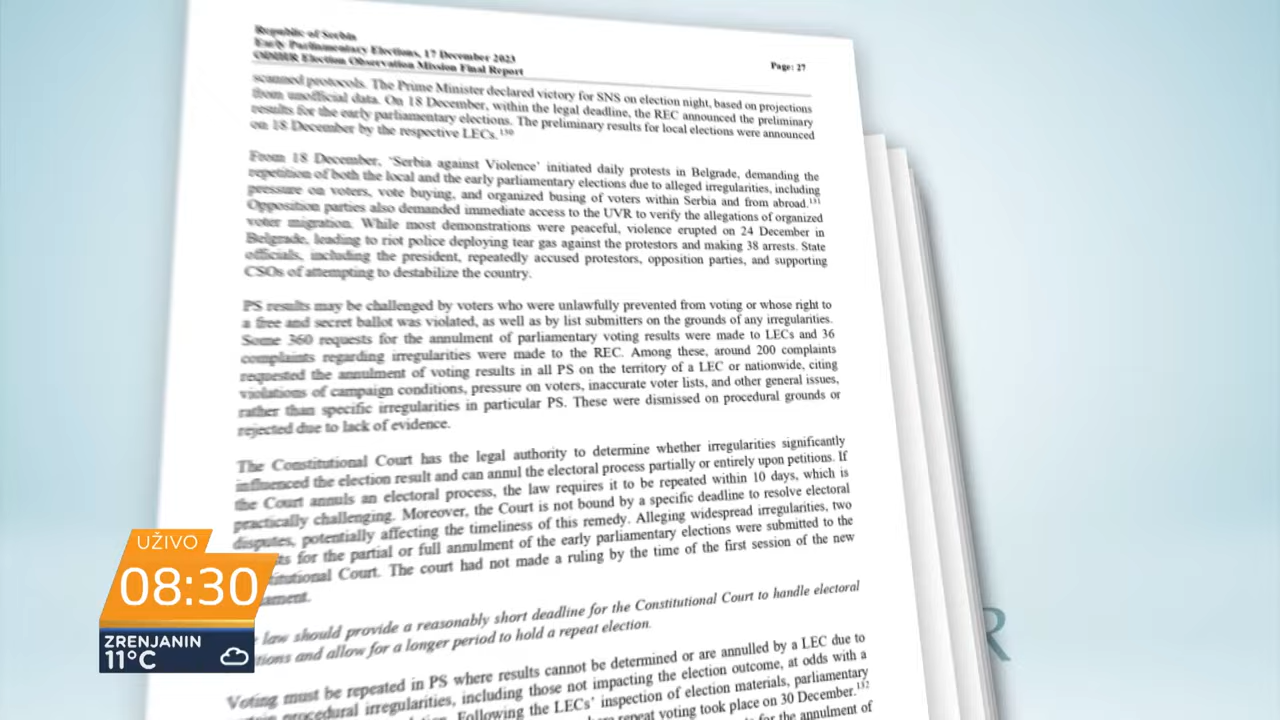 Republic of Serbia
Early Parliamentary Elections, 17 December 2023
ODIHR Election Observation Mission Final Report
Page: 27
scanned protocols. The Prime Minister declared victory for SNS on election night, based on projections
from unofficial data. On 18 December, within the legal deadline, the REC announced the preliminary
results for the early parliamentary elections. The preliminary results for local elections were announced
on 18 December by the respective LECs.¹³⁰
From 18 December, ‘Serbia against Violence’ initiated daily protests in Belgrade, demanding the
repetition of both the local and the early parliamentary elections due to alleged irregularities, including
pressure on voters, vote buying, and organized busing of voters within Serbia and from abroad.¹³¹
Opposition parties also demanded immediate access to the UVR to verify the allegations of organized
voter migration. While most demonstrations were peaceful, violence erupted on 24 December in
Belgrade, leading to riot police deploying tear gas against the protestors and making 38 arrests. State
officials, including the president, repeatedly accused protestors, opposition parties, and supporting
CSOs of attempting to destabilize the country.
PS results may be challenged by voters who were unlawfully prevented from voting or whose right to
a free and secret ballot was violated, as well as by list submitters on the grounds of any irregularities.
Some 360 requests for the annulment of parliamentary voting results were made to LECs and 36
complaints regarding irregularities were made to the REC. Among these, around 200 complaints
requested the annulment of voting results in all PS on the territory of a LEC or nationwide, citing
violations of campaign conditions, pressure on voters, inaccurate voter lists, and other general issues,
rather than specific irregularities in particular PS. These were dismissed on procedural grounds or
rejected due to lack of evidence.
The Constitutional Court has the legal authority to determine whether irregularities significantly
influenced the election result and can annul the electoral process partially or entirely upon petitions. If
the Court annuls an electoral process, the law requires it to be repeated within 10 days, which is
practically challenging. Moreover, the Court is not bound by a specific deadline to resolve electoral
disputes, potentially affecting the timeliness of this remedy. Alleging widespread irregularities, two
for the partial or full annulment of the early parliamentary elections were submitted to the
Court. The court had not made a ruling by the time of the first session of the new
law should provide a reasonably short deadline for the Constitutional Court to handle electoral
and allow for a longer period to hold a repeat election.
Voting must be repeated in PS where results cannot be determined or are annulled by a LEC due to
procedural irregularities, including those not impacting the election outcome, at odds with a
Following the LECs’ inspection of election materials, parliamentary
repeat voting took place on 30 December.¹³²
for the annulment of
UŽIVO
08:30
ZRENJANIN
11°C
R